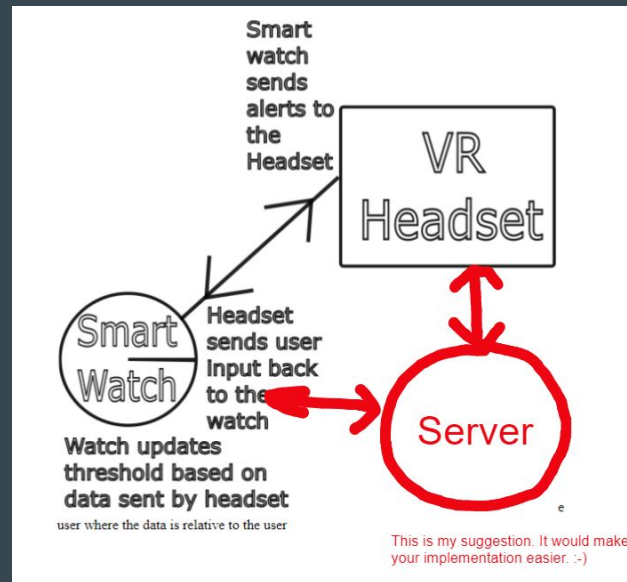 Smart
watch
sends
alerts to
the
Headset
VR
Headset
Smart
Watch
Headset
sends user
input back
to the
watch
Server
Watch updates
threshold based on
data sent by headset
user where the data is relative to the user
e
This is my suggestion. It would make
your implementation easier. :-)